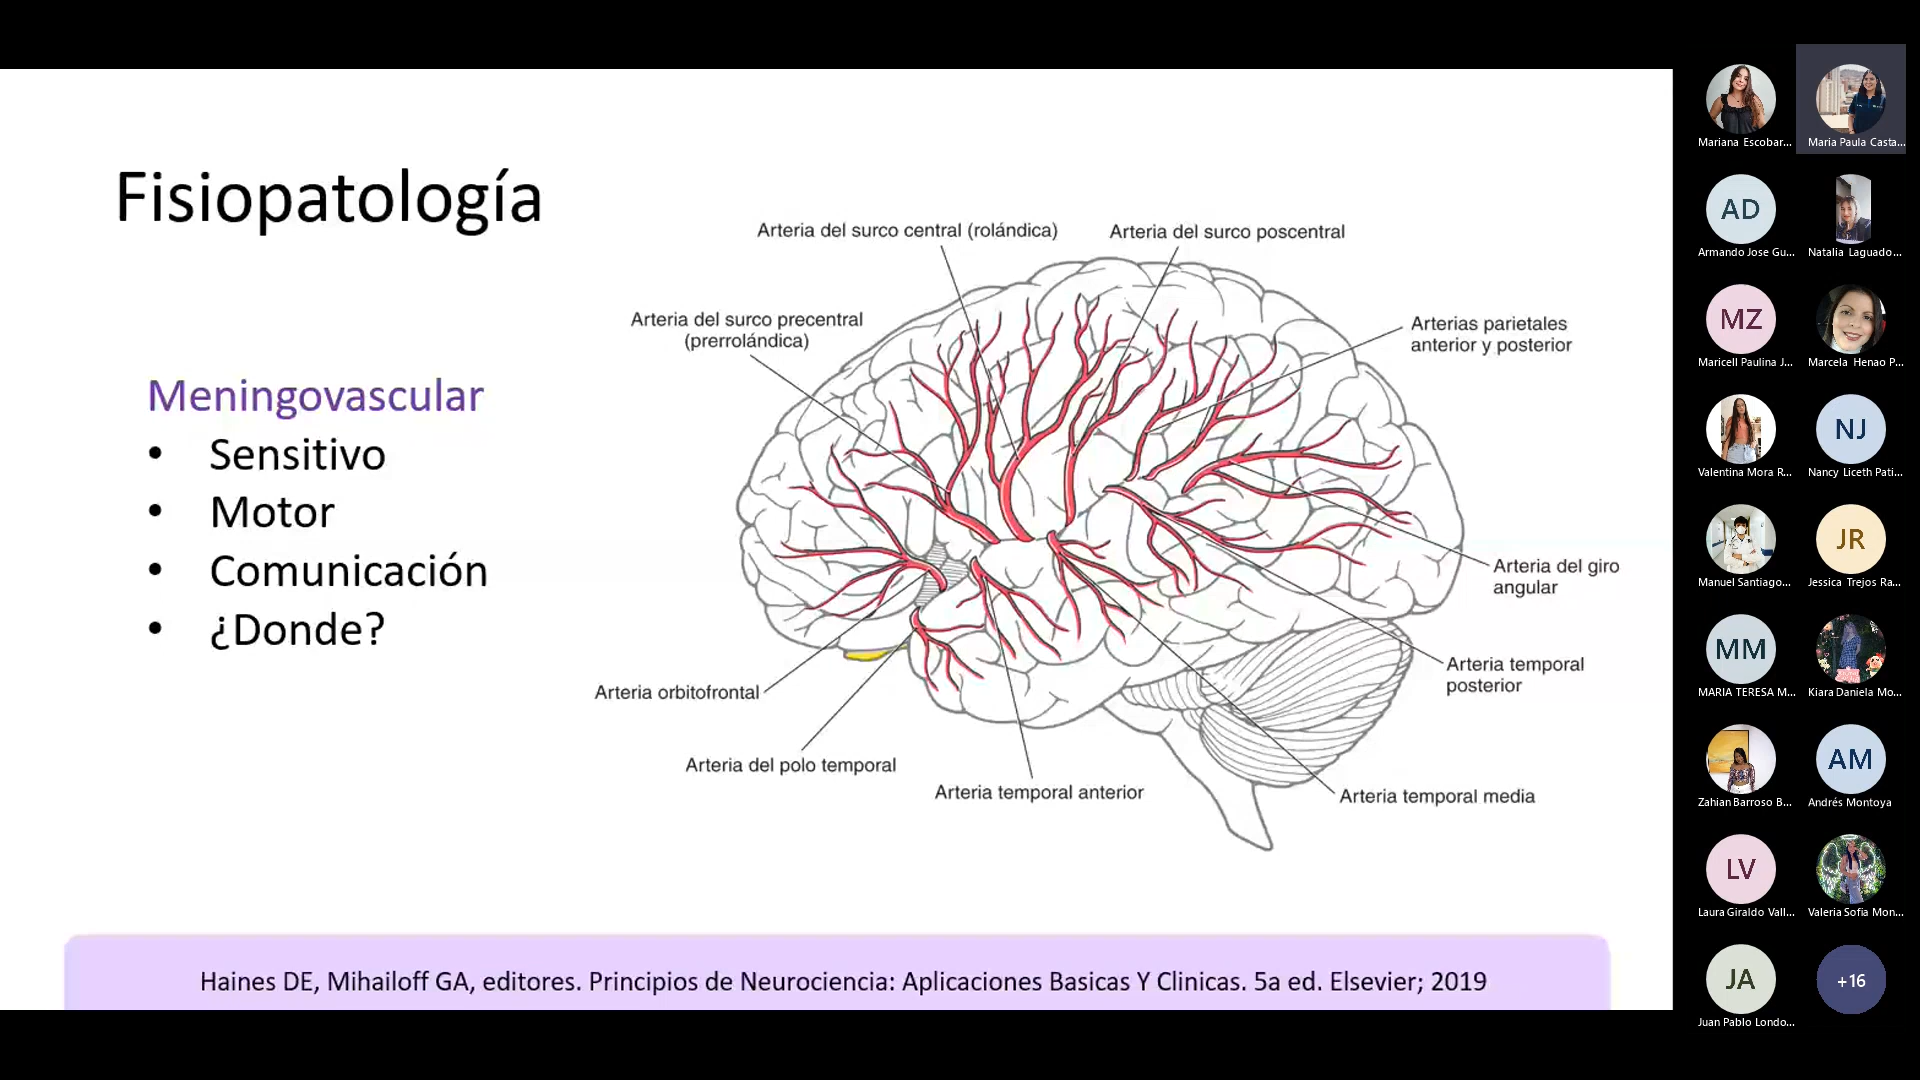 Fisiopatología
Meningovascular
• Sensitivo
• Motor
• Comunicación
• ¿Donde?
Arteria del surco central (rolándica)
Arteria del surco poscentral
Arteria del surco precentral
(prerrolándica)
Arterias parietales
anterior y posterior
Arteria del giro
angular
Arteria temporal
posterior
Arteria orbitofrontal
Arteria del polo temporal
Arteria temporal anterior
Arteria temporal media
Haines DE, Mihailoff GA, editores. Principios de Neurociencia: Aplicaciones Basicas Y Clinicas. 5a ed. Elsevier; 2019
Mariana Escobar...
Maria Paula Casta...
AD
Armando Jose Gu...
Natalia Laguado...
MZ
Maricell Paulina J...
Marcela Henao P...
Valentina Mora R...
NJ
Nancy Liceth Pati...
Manuel Santiago...
JR
Jessica Trejos Ra...
MM
MARIA TERESA M...
Kiara Daniela Mo...
Zahian Barroso B...
AM
Andrés Montoya
LV
Laura Giraldo Vall...
Valeria Sofia Mon...
JA
Juan Pablo Londo...
+16